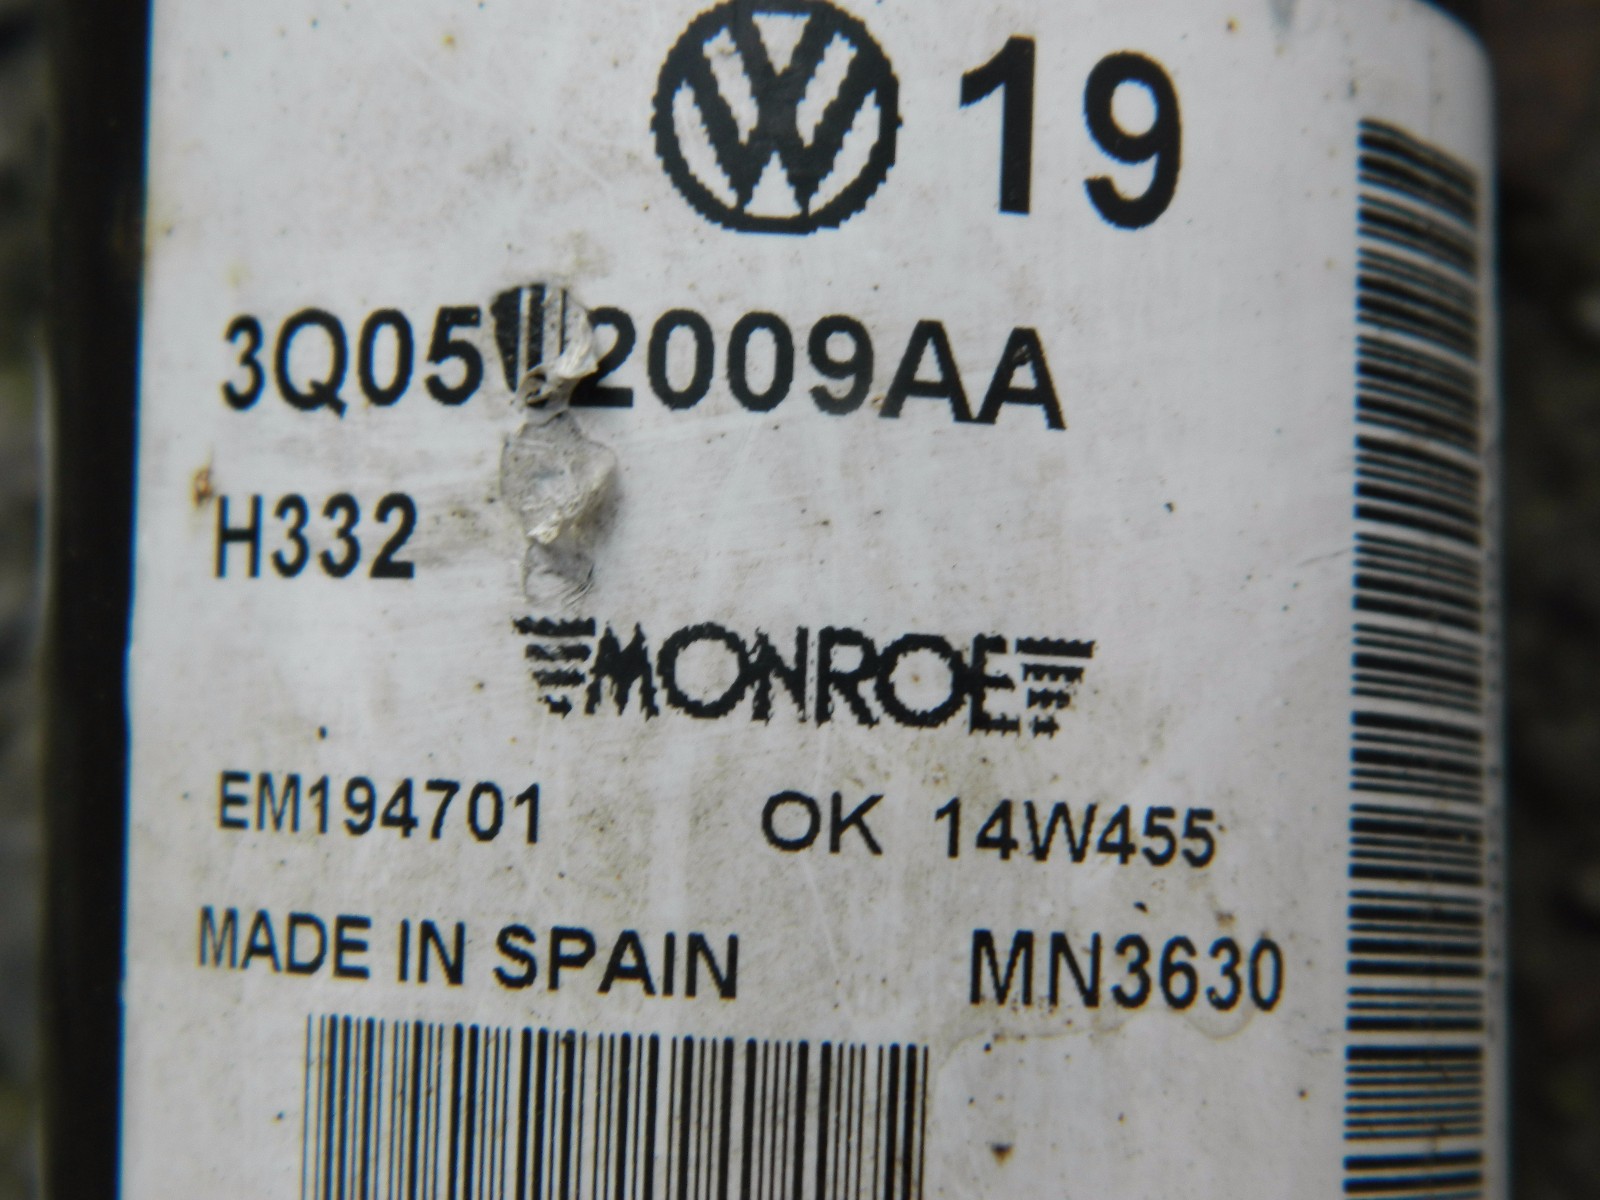 19
3Q05 2009AA
H332
MONROE
EM194701 OK 14W455
MADE IN SPAIN MN3630